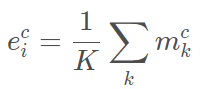 $e_i^c = \frac{1}{K} \sum_k m_k^c$